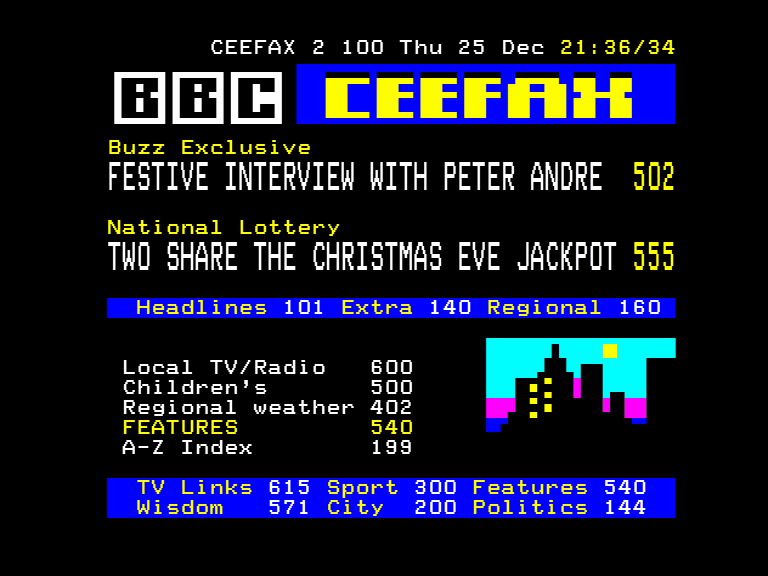 CEEFAX 2 100 Thu 25 Dec 21:36/34
BBC CEEFAX
Buzz Exclusive
FESTIVE INTERVIEW WITH PETER ANDRE 502
National Lottery
TWO SHARE THE CHRISTMAS EVE JACKPOT 555
Headlines 101 Extra 140 Regional 160
Local TV/Radio 600
Children's 500
Regional weather 402
FEATURES 540
A-Z Index 199
TV Links 615 Sport 300 Features 540
Wisdom 571 City 200 Politics 144